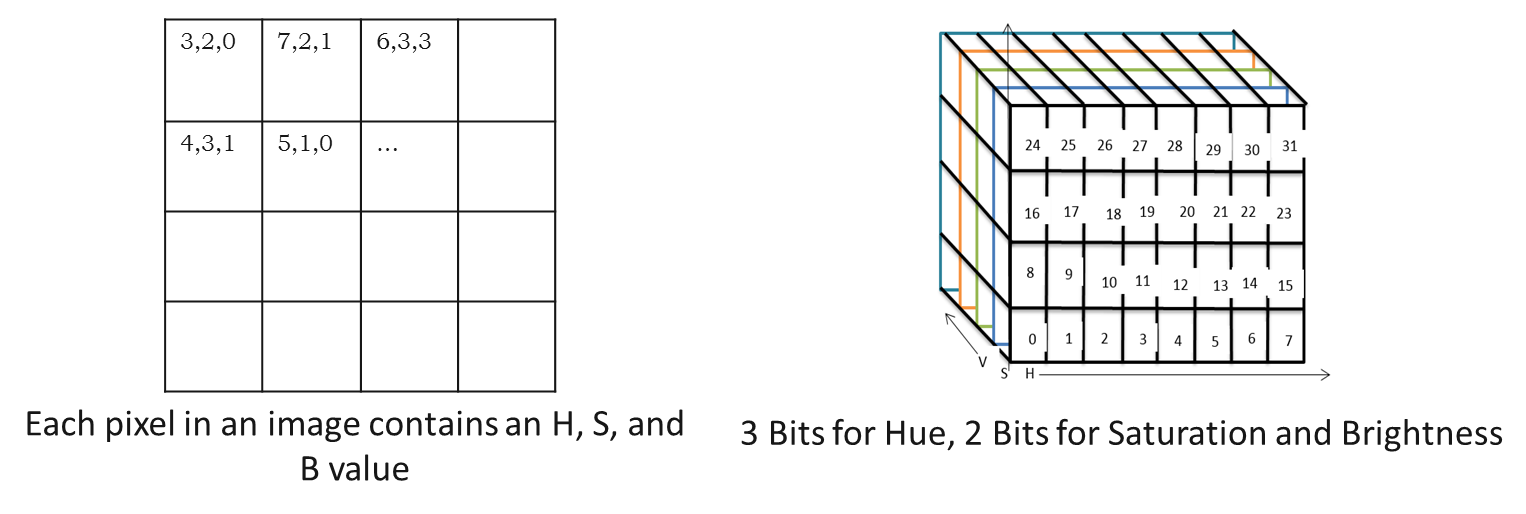 3,2,0 7,2,1 6,3,3
4,3,1 5,1,0 ...
Each pixel in an image contains an H, S, and
B value
24 25 26 27 28 29 30 31
16 17 18 19 20 21 22 23
8 9 10 11 12 13 14 15
0 1 2 3 4 5 6 7
V
S H
3 Bits for Hue, 2 Bits for Saturation and Brightness